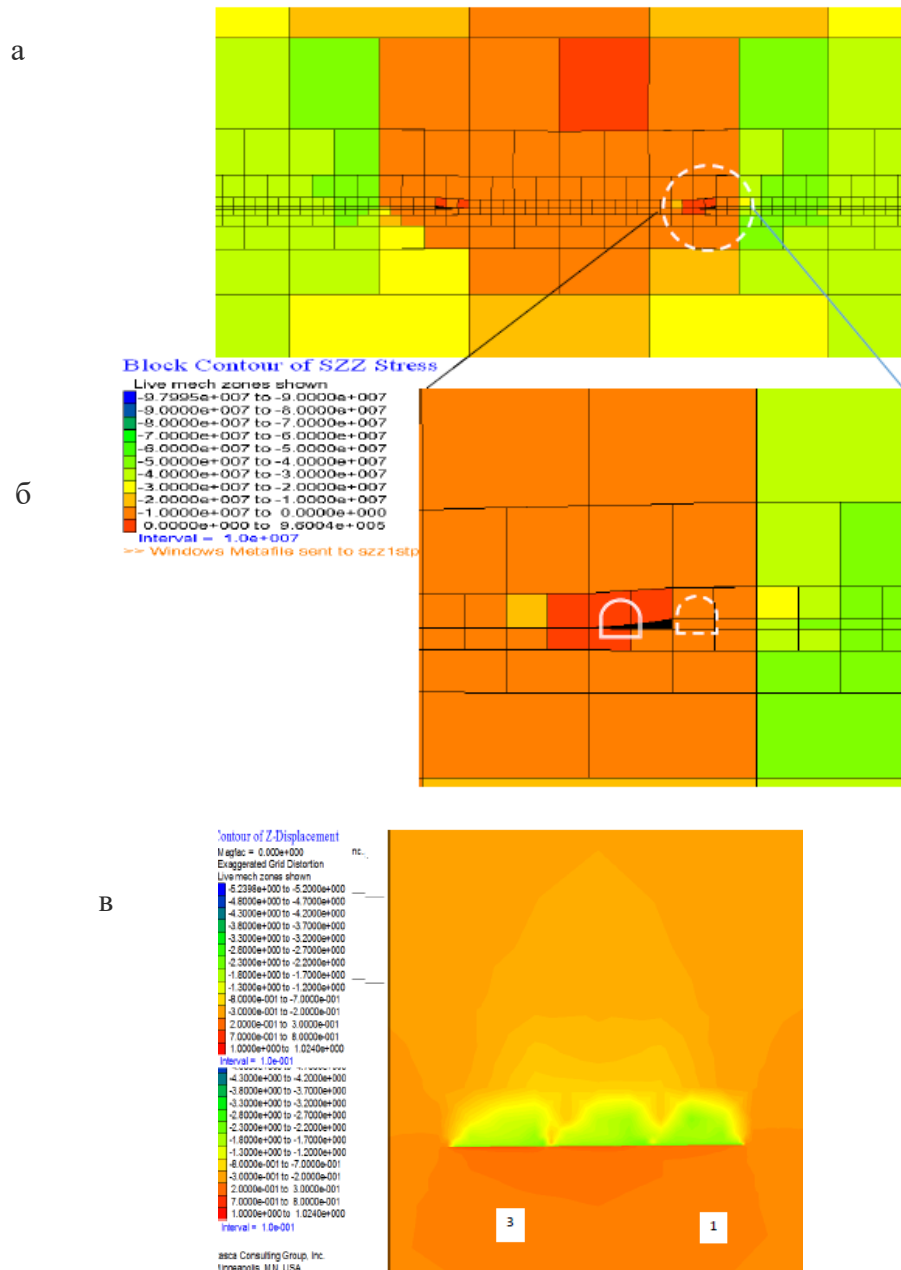 а
Block Contour of SZZ Stress
Live mech zones shown
-9.7995e+007 to -9.0000e+007
-9.0000e+007 to -8.0000e+007
-8.0000e+007 to -7.0000e+007
-7.0000e+007 to -6.0000e+007
-6.0000e+007 to -5.0000e+007
-5.0000e+007 to -4.0000e+007
-4.0000e+007 to -3.0000e+007
-3.0000e+007 to -2.0000e+007
-2.0000e+007 to -1.0000e+007
-1.0000e+007 to 0.0000e+000
0.0000e+000 to 9.6004e+005
Interval = 1.0e+007
>> Windows Metafile sent to szz1stp
б
Contour of Z-Displacement
Magfac = 0.000e+000
nc.
Exaggerated Grid Distortion
Live mech zones shown
-5.2398e+000 to -5.2000e+000
-4.8000e+000 to -4.7000e+000
-4.3000e+000 to -4.2000e+000
-3.8000e+000 to -3.7000e+000
-3.3000e+000 to -3.2000e+000
-2.8000e+000 to -2.7000e+000
-2.3000e+000 to -2.2000e+000
-1.8000e+000 to -1.7000e+000
-1.3000e+000 to -1.2000e+000
-8.0000e-001 to -7.0000e-001
-3.0000e-001 to -2.0000e-001
2.0000e-001 to 3.0000e-001
7.0000e-001 to 8.0000e-001
1.0000e+000 to 1.0240e+000
Interval = 1.0e-001
-4.3000e+000 to -4.2000e+000
-3.8000e+000 to -3.7000e+000
-3.3000e+000 to -3.2000e+000
-2.8000e+000 to -2.7000e+000
-2.3000e+000 to -2.2000e+000
-1.8000e+000 to -1.7000e+000
-1.3000e+000 to -1.2000e+000
-8.0000e-001 to -7.0000e-001
-3.0000e-001 to -2.0000e-001
2.0000e-001 to 3.0000e-001
7.0000e-001 to 8.0000e-001
1.0000e+000 to 1.0240e+000
Interval = 1.0e-001
asca Consulting Group, Inc.
Minneapolis, MN USA
в
3
1